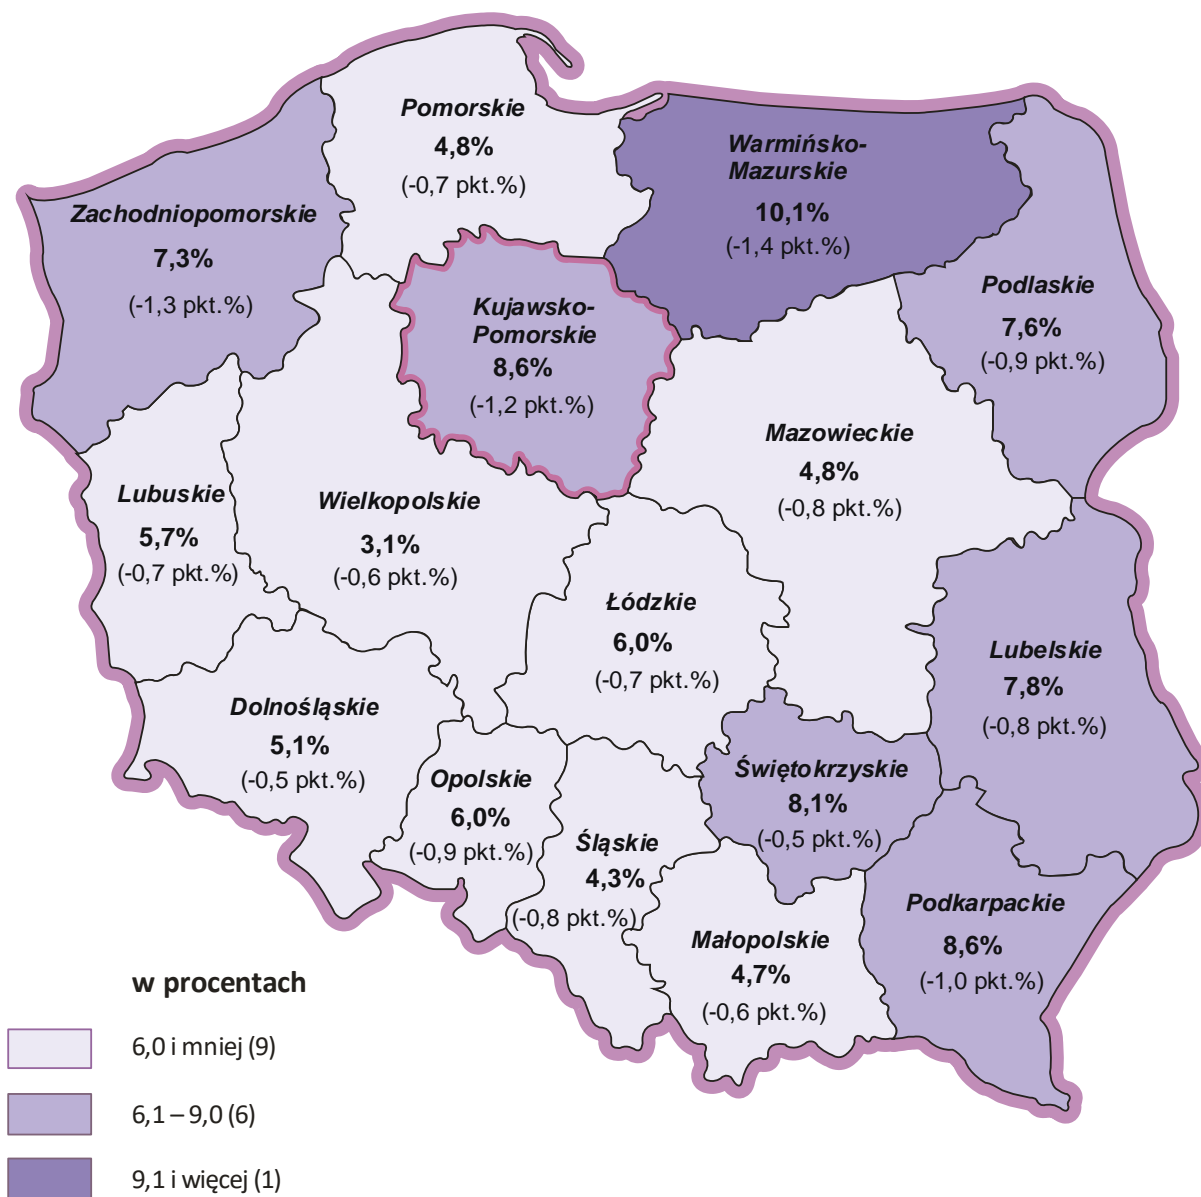 Pomorskie
4,8%
(-0,7 pkt.%)
Warmińsko-
Mazurskie
10,1%
(-1,4 pkt.%)
Zachodniopomorskie
7,3%
(-1,3 pkt.%)
Podlaskie
7,6%
(-0,9 pkt.%)
Kujawsko-
Pomorskie
8,6%
(-1,2 pkt.%)
Mazowieckie
4,8%
(-0,8 pkt.%)
Lubuskie
5,7%
(-0,7 pkt.%)
Wielkopolskie
3,1%
(-0,6 pkt.%)
Łódzkie
6,0%
(-0,7 pkt.%)
Lubelskie
7,8%
(-0,8 pkt.%)
Dolnośląskie
5,1%
(-0,5 pkt.%)
Opolskie
6,0%
(-0,9 pkt.%)
Śląskie
4,3%
(-0,8 pkt.%)
Świętokrzyskie
8,1%
(-0,5 pkt.%)
Małopolskie
4,7%
(-0,6 pkt.%)
Podkarpackie
8,6%
(-1,0 pkt.%)
w procentach
6,0 i mniej (9)
6,1 – 9,0 (6)
9,1 i więcej (1)